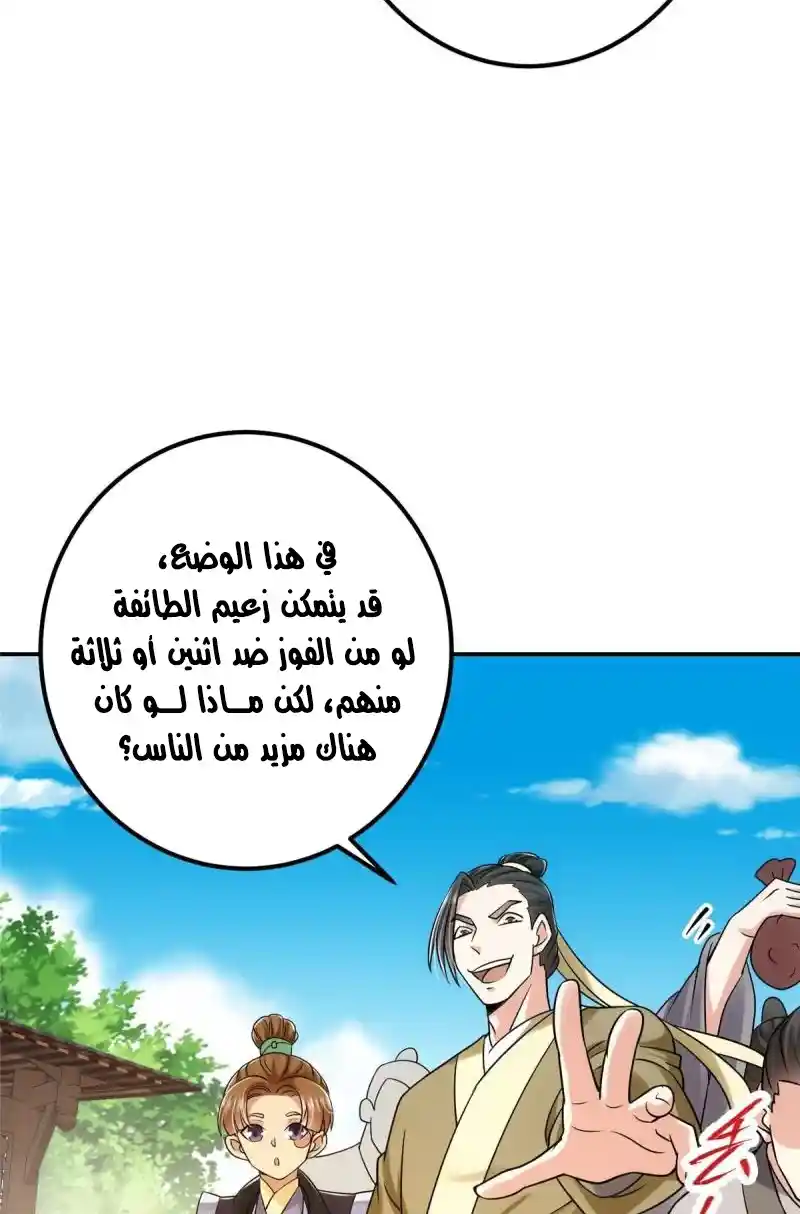 في هذا الوضع،
قد يتمكن زعيم الطائفة
لو من الفوز ضد اثنين أو ثلاثة
منهم، لكن مــاذا لــو كان
هناك مزيد من الناس؟